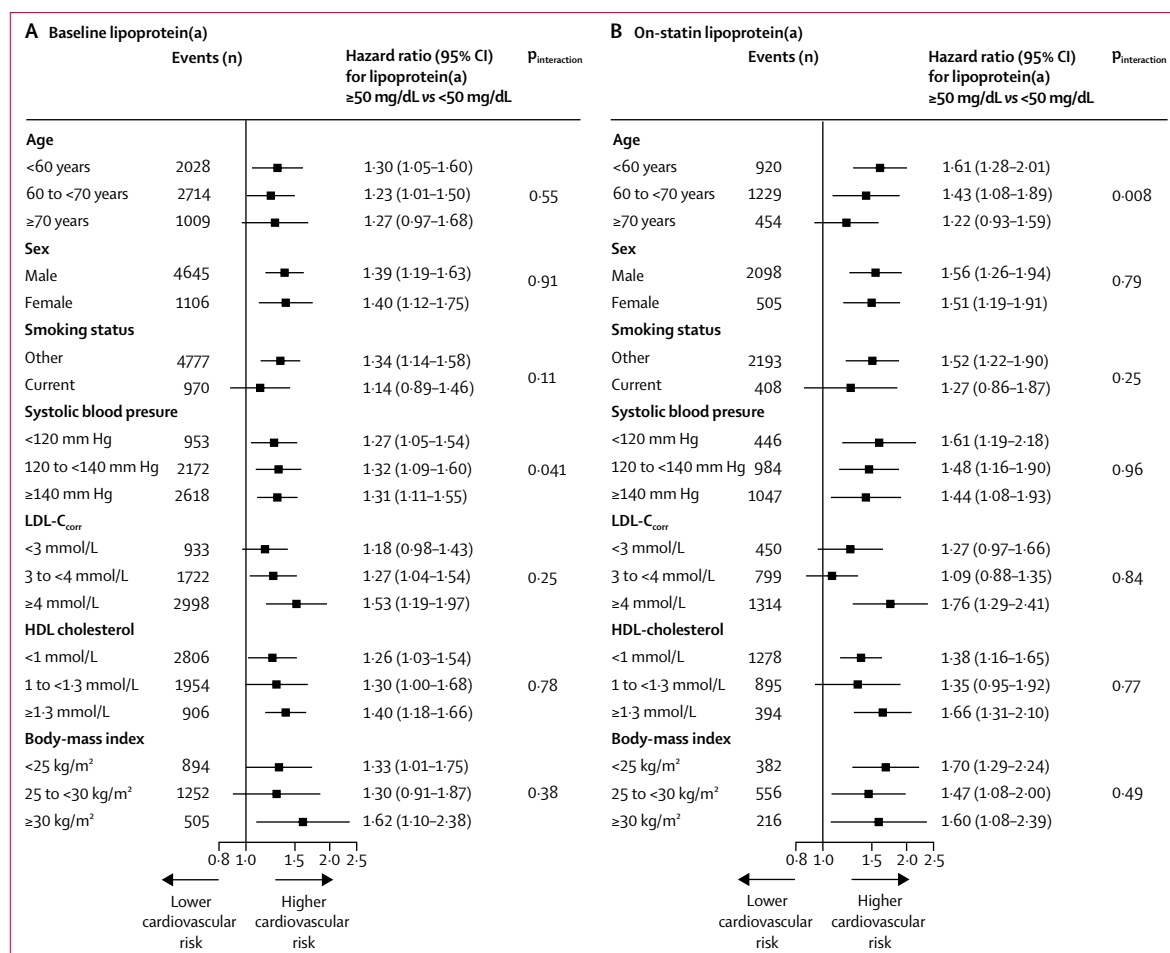 A Baseline lipoprotein(a)
Events (n) Hazard ratio (95% CI) for lipoprotein(a) ≥50 mg/dL vs <50 mg/dL pinteraction
Age
<60 years 2028 1·30 (1·05–1·60)
60 to <70 years 2714 1·23 (1·01–1·50) 0·55
≥70 years 1009 1·27 (0·97–1·68)
Sex
Male 4645 1·39 (1·19–1·63)
0·91
Female 1106 1·40 (1·12–1·75)
Smoking status
Other 4777 1·34 (1·14–1·58)
0·11
Current 970 1·14 (0·89–1·46)
Systolic blood presure
<120 mm Hg 953 1·27 (1·05–1·54)
120 to <140 mm Hg 2172 1·32 (1·09–1·60) 0·041
≥140 mm Hg 2618 1·31 (1·11–1·55)
LDL-Ccorr
<3 mmol/L 933 1·18 (0·98–1·43)
3 to <4 mmol/L 1722 1·27 (1·04–1·54) 0·25
≥4 mmol/L 2998 1·53 (1·19–1·97)
HDL cholesterol
<1 mmol/L 2806 1·26 (1·03–1·54)
1 to <1·3 mmol/L 1954 1·30 (1·00–1·68) 0·78
≥1·3 mmol/L 906 1·40 (1·18–1·66)
Body-mass index
<25 kg/m² 894 1·33 (1·01–1·75)
25 to <30 kg/m² 1252 1·30 (0·91–1·87) 0·38
≥30 kg/m² 505 1·62 (1·10–2·38)
0·8 1·0 1·5 2·0 2·5
Lower cardiovascular risk
Higher cardiovascular risk
B On-statin lipoprotein(a)
Events (n) Hazard ratio (95% CI) for lipoprotein(a) ≥50 mg/dL vs <50 mg/dL pinteraction
Age
<60 years 920 1·61 (1·28–2·01)
60 to <70 years 1229 1·43 (1·08–1·89) 0·008
≥70 years 454 1·22 (0·93–1·59)
Sex
Male 2098 1·56 (1·26–1·94)
0·79
Female 505 1·51 (1·19–1·91)
Smoking status
Other 2193 1·52 (1·22–1·90)
0·25
Current 408 1·27 (0·86–1·87)
Systolic blood presure
<120 mm Hg 446 1·61 (1·19–2·18)
120 to <140 mm Hg 984 1·48 (1·16–1·90) 0·96
≥140 mm Hg 1047 1·44 (1·08–1·93)
LDL-Ccorr
<3 mmol/L 450 1·27 (0·97–1·66)
3 to <4 mmol/L 799 1·09 (0·88–1·35) 0·84
≥4 mmol/L 1314 1·76 (1·29–2·41)
HDL-cholesterol
<1 mmol/L 1278 1·38 (1·16–1·65)
1 to <1·3 mmol/L 895 1·35 (0·95–1·92) 0·77
≥1·3 mmol/L 394 1·66 (1·31–2·10)
Body-mass index
<25 kg/m² 382 1·70 (1·29–2·24)
25 to <30 kg/m² 556 1·47 (1·08–2·00) 0·49
≥30 kg/m² 216 1·60 (1·08–2·39)
0·8 1·0 1·5 2·0 2·5
Lower cardiovascular risk
Higher cardiovascular risk